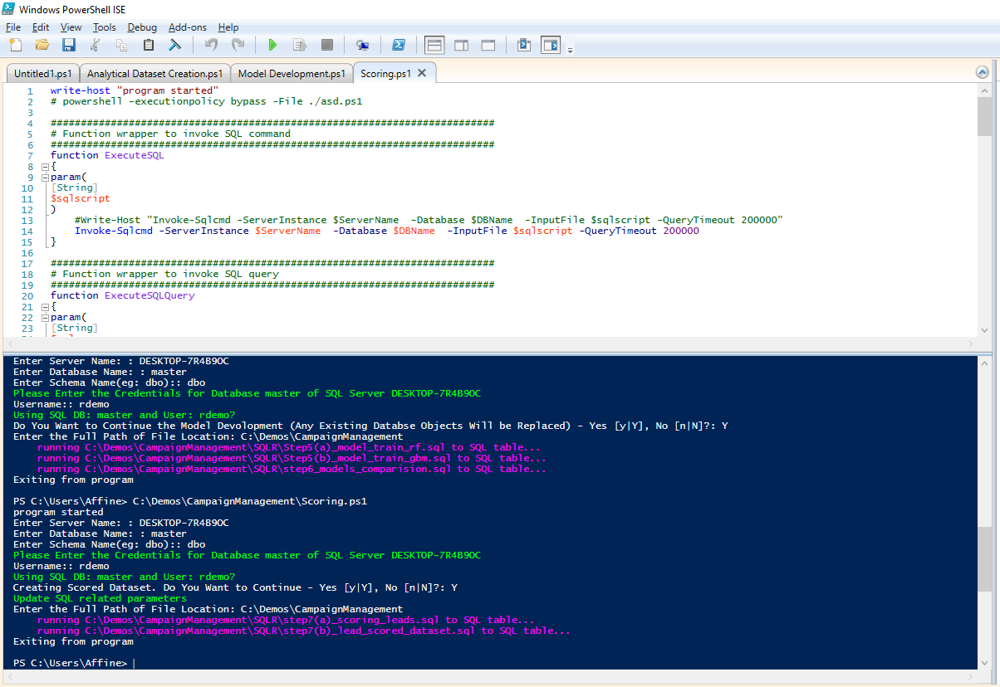 Windows PowerShell ISE
File Edit View Tools Debug Add-ons Help
Untitled1.ps1 Analytical Dataset Creation.ps1 Model Development.ps1 Scoring.ps1
1 write-host "program started"
2 # powershell -executionpolicy bypass -File ./asd.ps1
3
4 ##########################################################################
5 # Function wrapper to invoke SQL command
6 ##########################################################################
7 function ExecuteSQL
8 {
9 param(
10 [String]
11 $sqlscript
12 )
13 #Write-Host "Invoke-Sqlcmd -ServerInstance $ServerName  -Database $DBName  -InputFile $sqlscript -QueryTimeout 200000"
14 Invoke-Sqlcmd -ServerInstance $ServerName  -Database $DBName  -InputFile $sqlscript -QueryTimeout 200000
15 }
16
17 ##########################################################################
18 # Function wrapper to invoke SQL query
19 ##########################################################################
20 function ExecuteSQLQuery
21 {
22 param(
23 [String]
Enter Server Name: : DESKTOP-7R4B9OC
Enter Database Name: : master
Enter Schema Name(eg: dbo):: dbo
Please Enter the Credentials for Database master of SQL Server DESKTOP-7R4B9OC
Username:: rdemo
Using SQL DB: master and User: rdemo?
Do You Want to Continue the Model Devolopment (Any Existing Databse Objects Will be Replaced) - Yes [y|Y], No [n|N]?: Y
Enter the Full Path of File Location: C:\Demos\CampaignManagement
running C:\Demos\CampaignManagement\SQLR\Step5(a)_model_train_rf.sql to SQL table...
running C:\Demos\CampaignManagement\SQLR\Step5(b)_model_train_gbm.sql to SQL table...
running C:\Demos\CampaignManagement\SQLR\step6_models_comparision.sql to SQL table...
Exiting from program
PS C:\Users\Affine> C:\Demos\CampaignManagement\Scoring.ps1
program started
Enter Server Name: : DESKTOP-7R4B9OC
Enter Database Name: : master
Enter Schema Name(eg: dbo):: dbo
Please Enter the Credentials for Database master of SQL Server DESKTOP-7R4B9OC
Username:: rdemo
Using SQL DB: master and User: rdemo?
Creating Scored Dataset. Do You Want to Continue - Yes [y|Y], No [n|N]?: Y
Update SQL related parameters
Enter the Full Path of File Location: C:\Demos\CampaignManagement
running C:\Demos\CampaignManagement\SQLR\step7(a)_scoring_leads.sql to SQL table...
running C:\Demos\CampaignManagement\SQLR\step7(b)_lead_scored_dataset.sql to SQL table...
Exiting from program
PS C:\Users\Affine>